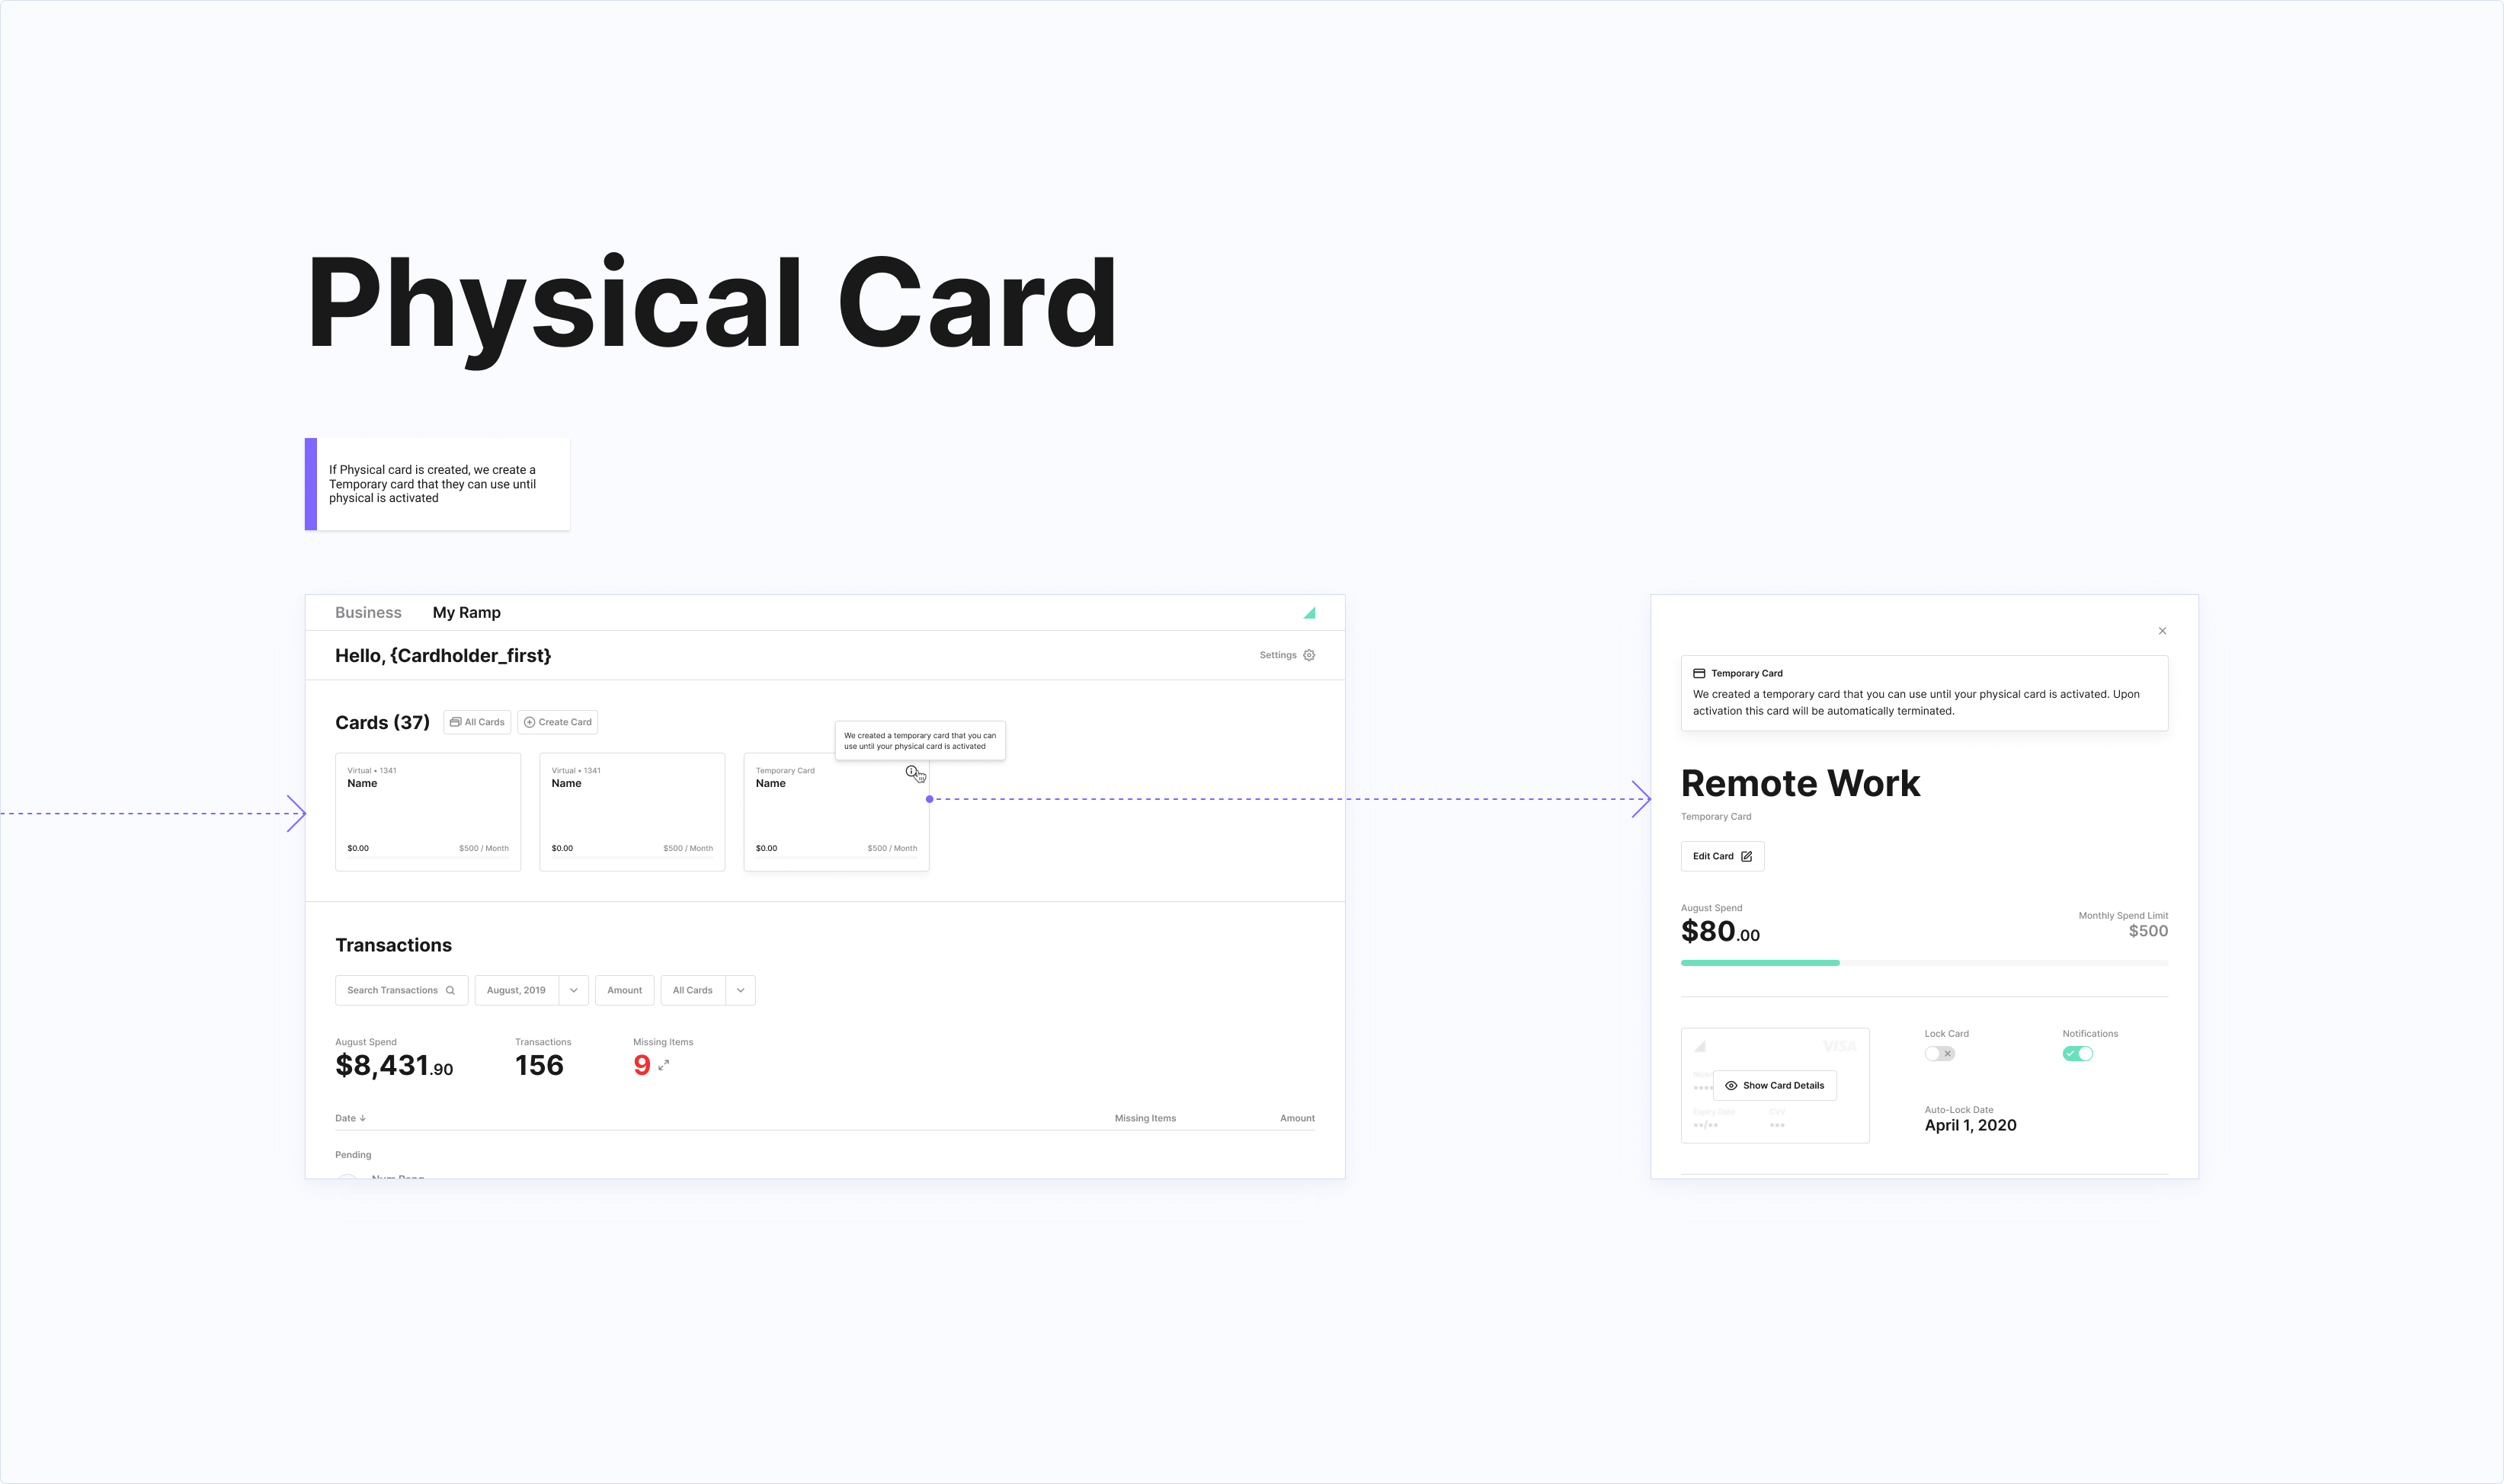 Physical Card
If Physical card is created, we create a
Temporary card that they can use until
physical is activated
Business
My Ramp
Hello, {Cardholder_first}
Settings
Cards (37)
All Cards
Create Card
We created a temporary card that you can
use until your physical card is activated
Virtual • 1341
Name
$0.00
$500 / Month
Virtual • 1341
Name
$0.00
$500 / Month
Temporary Card
Name
$0.00
$500 / Month
Transactions
Search Transactions
August, 2019
Amount
All Cards
August Spend
$8,431.90
Transactions
156
Missing Items
9
Date ↓
Missing Items
Amount
Pending
Temporary Card
We created a temporary card that you can use until your physical card is activated. Upon
activation this card will be automatically terminated.
Remote Work
Temporary Card
Edit Card
August Spend
$80.00
Monthly Spend Limit
$500
VISA
Show Card Details
Expiry Date
CVV
••/••
•••
Lock Card
Notifications
Auto-Lock Date
April 1, 2020